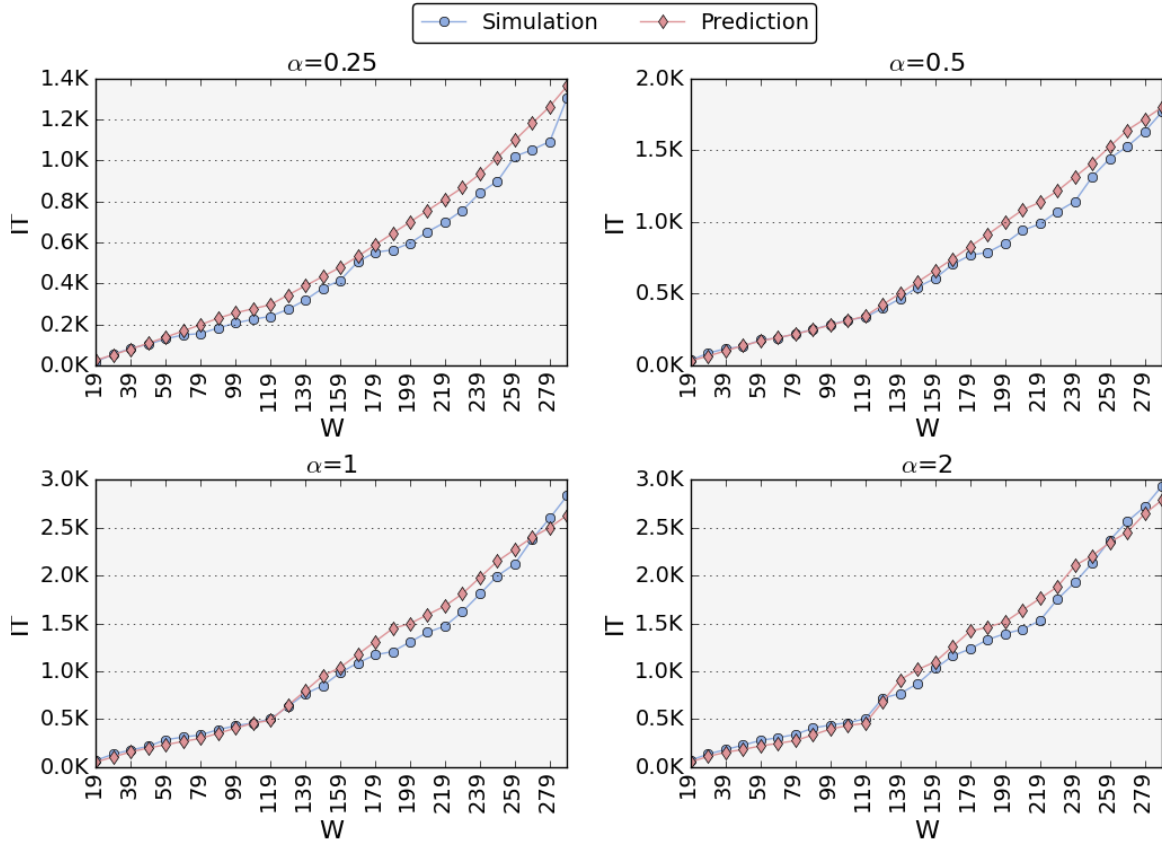 Simulation Prediction
α=0.25
1.4K
1.2K
1.0K
0.8K
0.6K
0.4K
0.2K
0.0K
IT
19 39 59 79 99 119 139 159 179 199 219 239 259 279
W
α=0.5
2.0K
1.5K
1.0K
0.5K
0.0K
IT
19 39 59 79 99 119 139 159 179 199 219 239 259 279
W
α=1
3.0K
2.5K
2.0K
1.5K
1.0K
0.5K
0.0K
IT
19 39 59 79 99 119 139 159 179 199 219 239 259 279
W
α=2
3.0K
2.5K
2.0K
1.5K
1.0K
0.5K
0.0K
IT
19 39 59 79 99 119 139 159 179 199 219 239 259 279
W